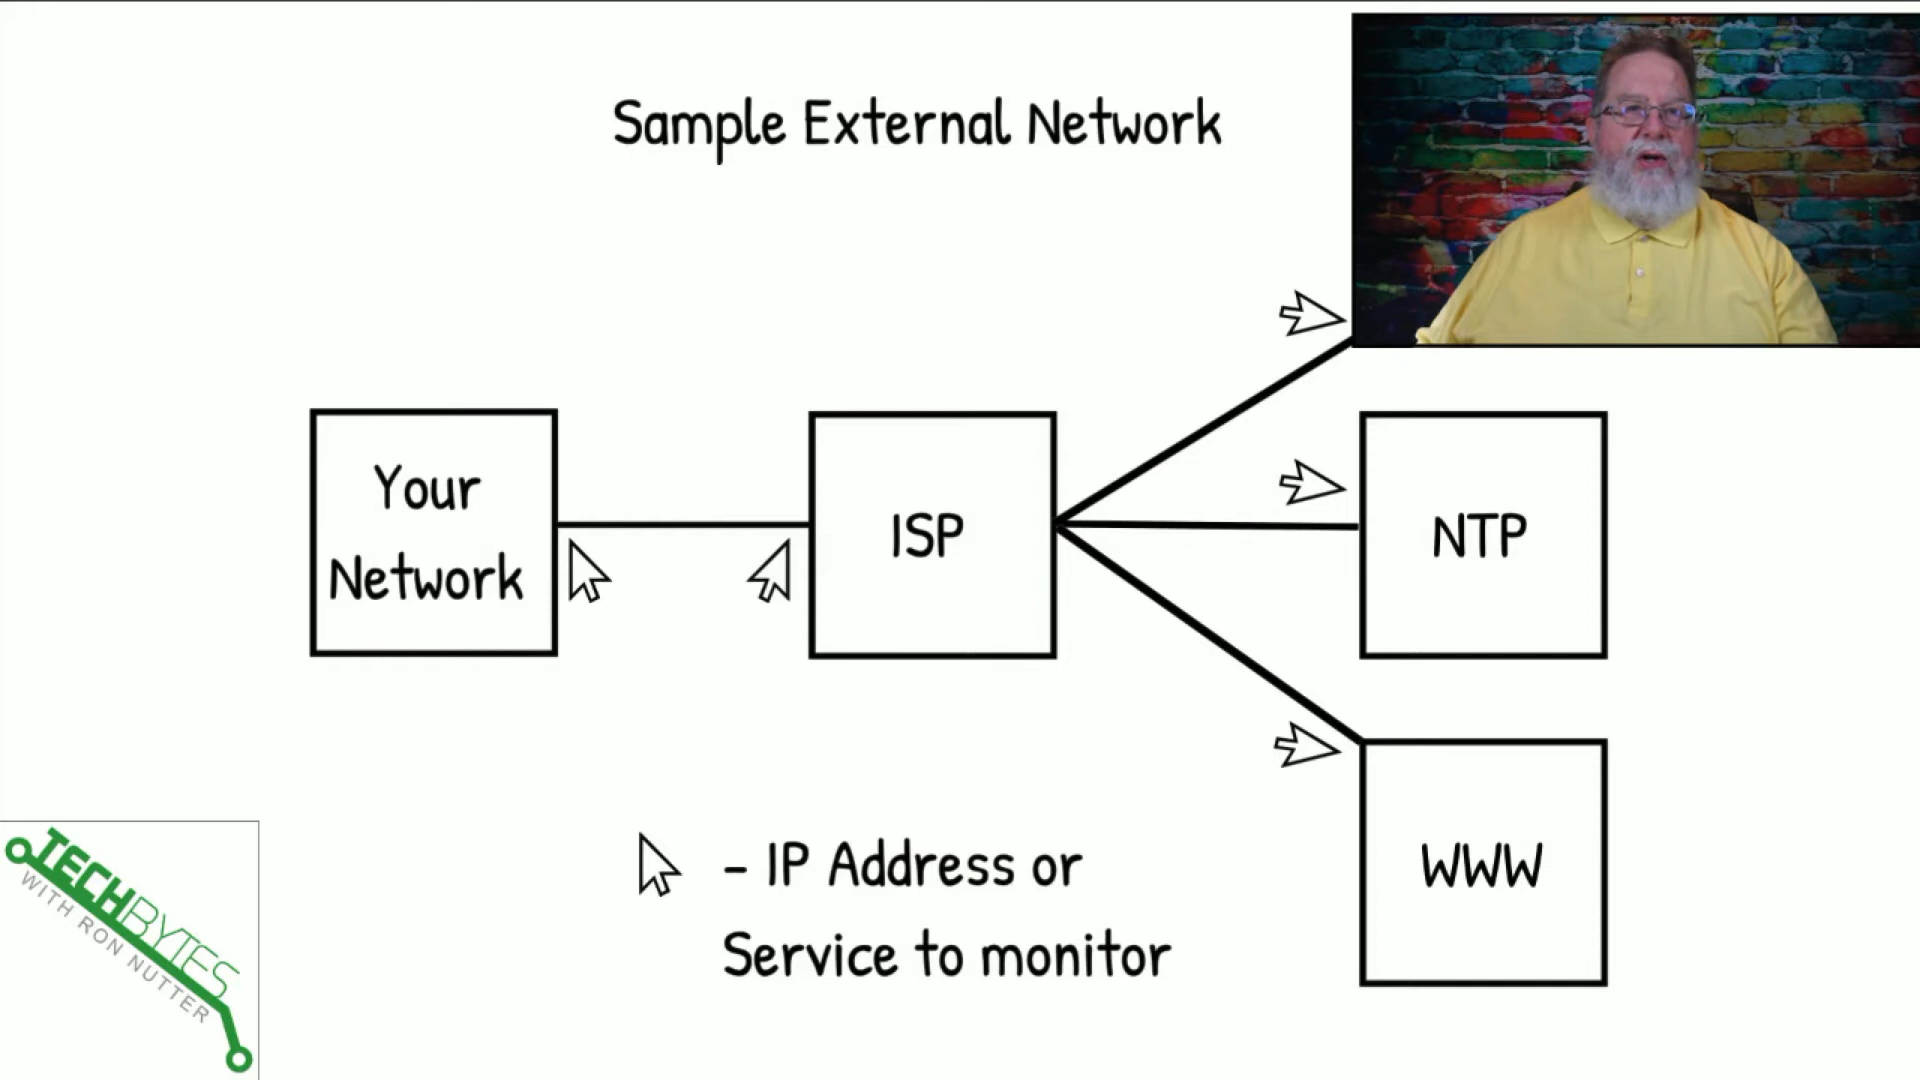 Sample External Network
Your
Network
ISP
NTP
WWW
- IP Address or
Service to monitor
TECHBYTES
WITH RON NUTTER